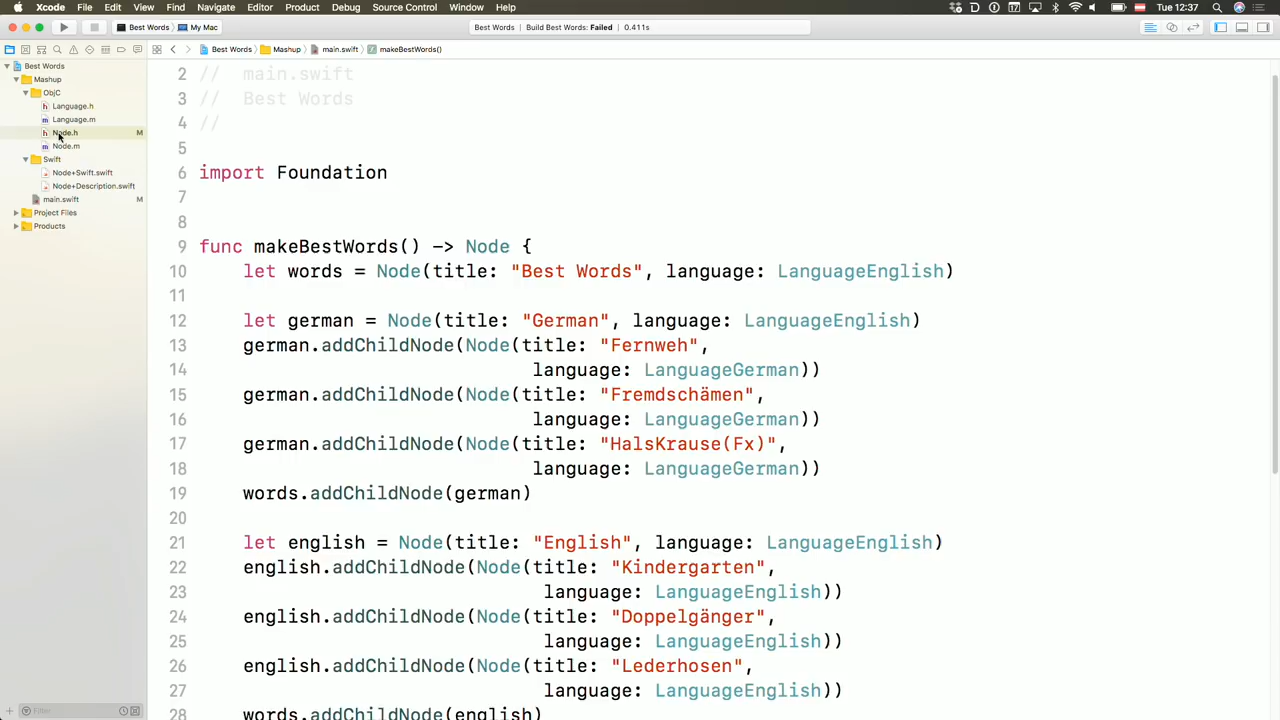 Xcode File Edit View Find Navigate Editor Product Debug Source Control Window Help Tue 12:37
Best Words My Mac Best Words Build Best Words: Failed 0.411s
Best Words Mashup main.swift makeBestWords()
Best Words
Mashup
ObjC
Language.h
Language.m
Node.h M
Node.m
Swift
Node+Swift.swift
Node+Description.swift
main.swift M
Project Files
Products
Filter
2 // main.swift
3 // Best Words
4 //
5
6 import Foundation
7
8
9 func makeBestWords() -> Node {
10 let words = Node(title: "Best Words", language: LanguageEnglish)
11
12 let german = Node(title: "German", language: LanguageEnglish)
13 german.addChildNode(Node(title: "Fernweh",
14 language: LanguageGerman))
15 german.addChildNode(Node(title: "Fremdschämen",
16 language: LanguageGerman))
17 german.addChildNode(Node(title: "HalsKrause(Fx)",
18 language: LanguageGerman))
19 words.addChildNode(german)
20
21 let english = Node(title: "English", language: LanguageEnglish)
22 english.addChildNode(Node(title: "Kindergarten",
23 language: LanguageEnglish))
24 english.addChildNode(Node(title: "Doppelgänger",
25 language: LanguageEnglish))
26 english.addChildNode(Node(title: "Lederhosen",
27 language: LanguageEnglish))
28 words.addChildNode(english)